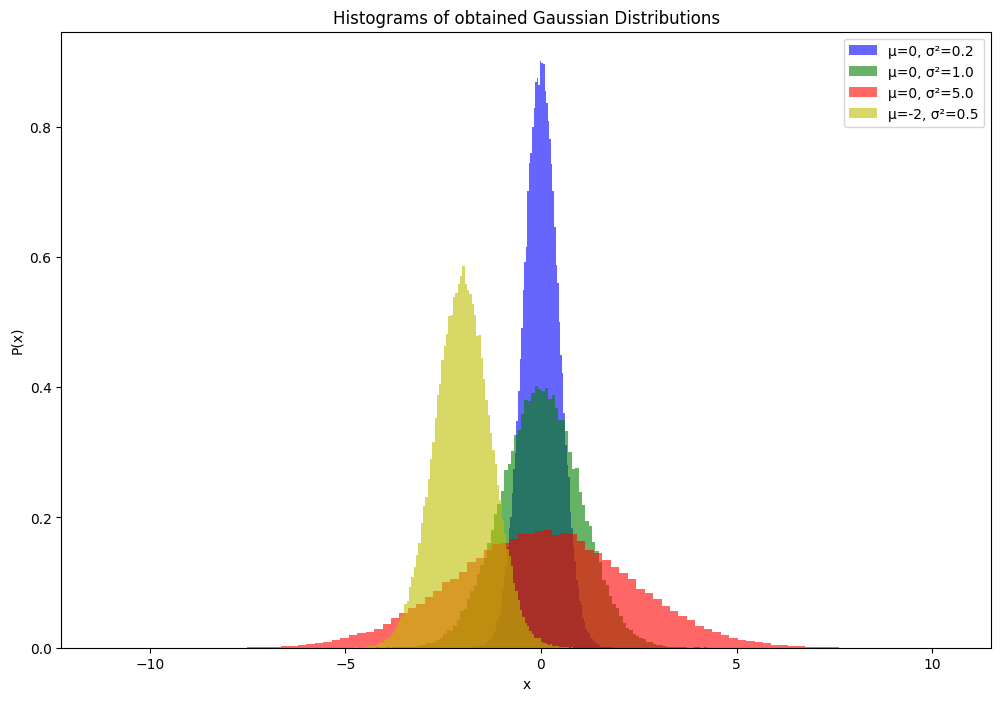 Histograms of obtained Gaussian Distributions
μ=0, σ²=0.2
μ=0, σ²=1.0
μ=0, σ²=5.0
μ=-2, σ²=0.5
P(x)
0.8
0.6
0.4
0.2
0.0
−10
−5
0
5
10
x